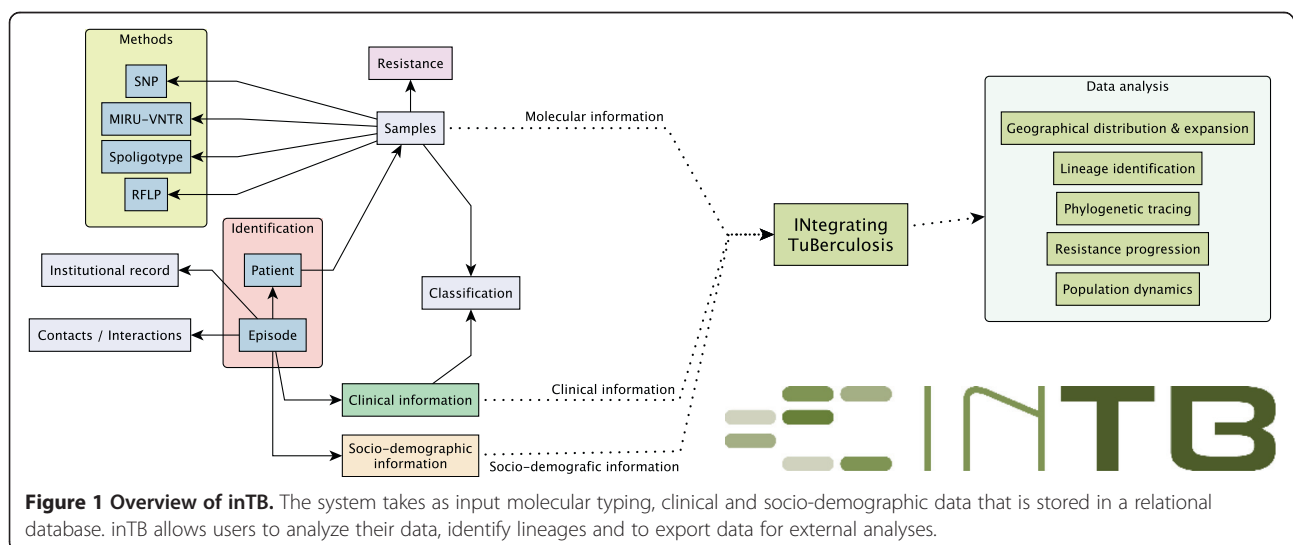 Methods
SNP
MIRU-VNTR
Spoligotype
RFLP
Resistance
Samples
Molecular information
Identification
Patient
Episode
Institutional record
Contacts / Interactions
Classification
Clinical information
Socio-demographic
information
Clinical information
Socio-demografic information
INtegrating
TuBerculosis
Data analysis
Geographical distribution & expansion
Lineage identification
Phylogenetic tracing
Resistance progression
Population dynamics
INTB
Figure 1 Overview of inTB. The system takes as input molecular typing, clinical and socio-demographic data that is stored in a relational
database. inTB allows users to analyze their data, identify lineages and to export data for external analyses.